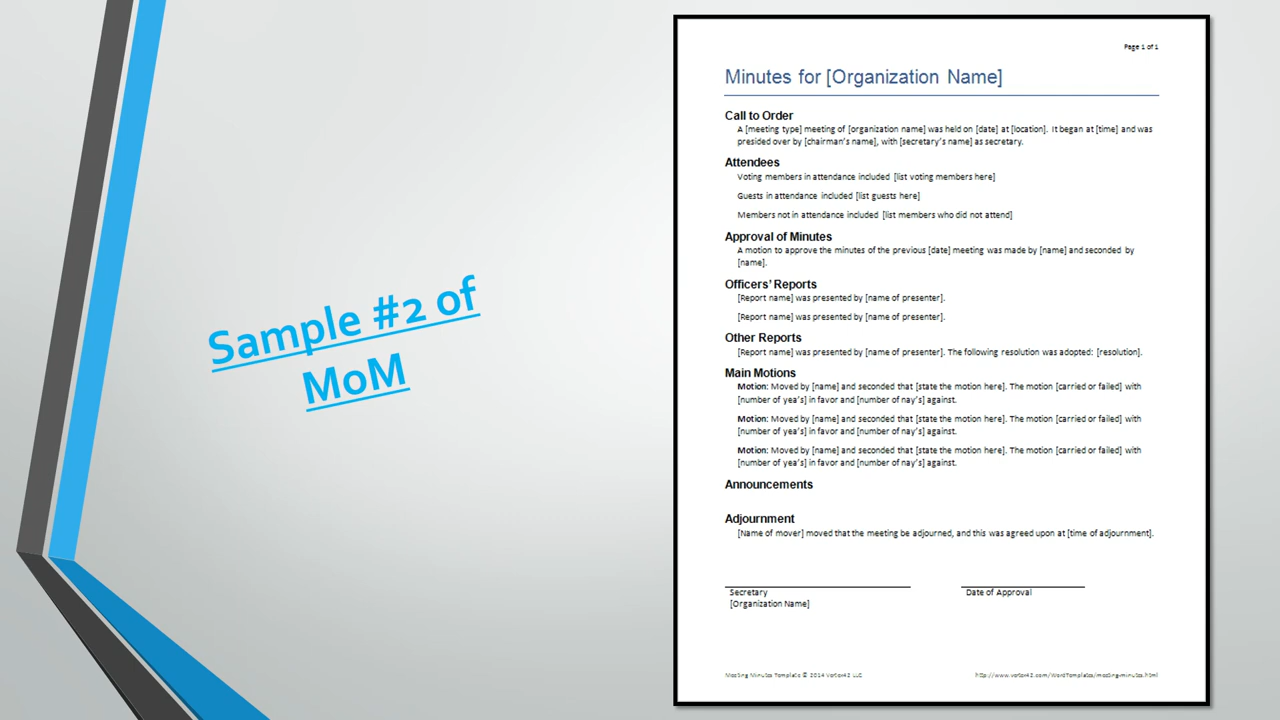 Sample #2 of
MoM
Page 1 of 1
Minutes for [Organization Name]
Call to Order
A [meeting type] meeting of [organization name] was held on [date] at [location]. It began at [time] and was
presided over by [chairman's name], with [secretary's name] as secretary.
Attendees
Voting members in attendance included [list voting members here]
Guests in attendance included [list guests here]
Members not in attendance included [list members who did not attend]
Approval of Minutes
A motion to approve the minutes of the previous [date] meeting was made by [name] and seconded by
[name].
Officers' Reports
[Report name] was presented by [name of presenter].
[Report name] was presented by [name of presenter].
Other Reports
[Report name] was presented by [name of presenter]. The following resolution was adopted: [resolution].
Main Motions
Motion: Moved by [name] and seconded that [state the motion here]. The motion [carried or failed] with
[number of yea's] in favor and [number of nay's] against.
Motion: Moved by [name] and seconded that [state the motion here]. The motion [carried or failed] with
[number of yea's] in favor and [number of nay's] against.
Motion: Moved by [name] and seconded that [state the motion here]. The motion [carried or failed] with
[number of yea's] in favor and [number of nay's] against.
Announcements
Adjournment
[Name of mover] moved that the meeting be adjourned, and this was agreed upon at [time of adjournment].
Secretary
[Organization Name]
Date of Approval
Meeting Minutes Template © 2014 Vertex42 LLC
http://www.vertex42.com/WordTemplates/meeting-minutes.html